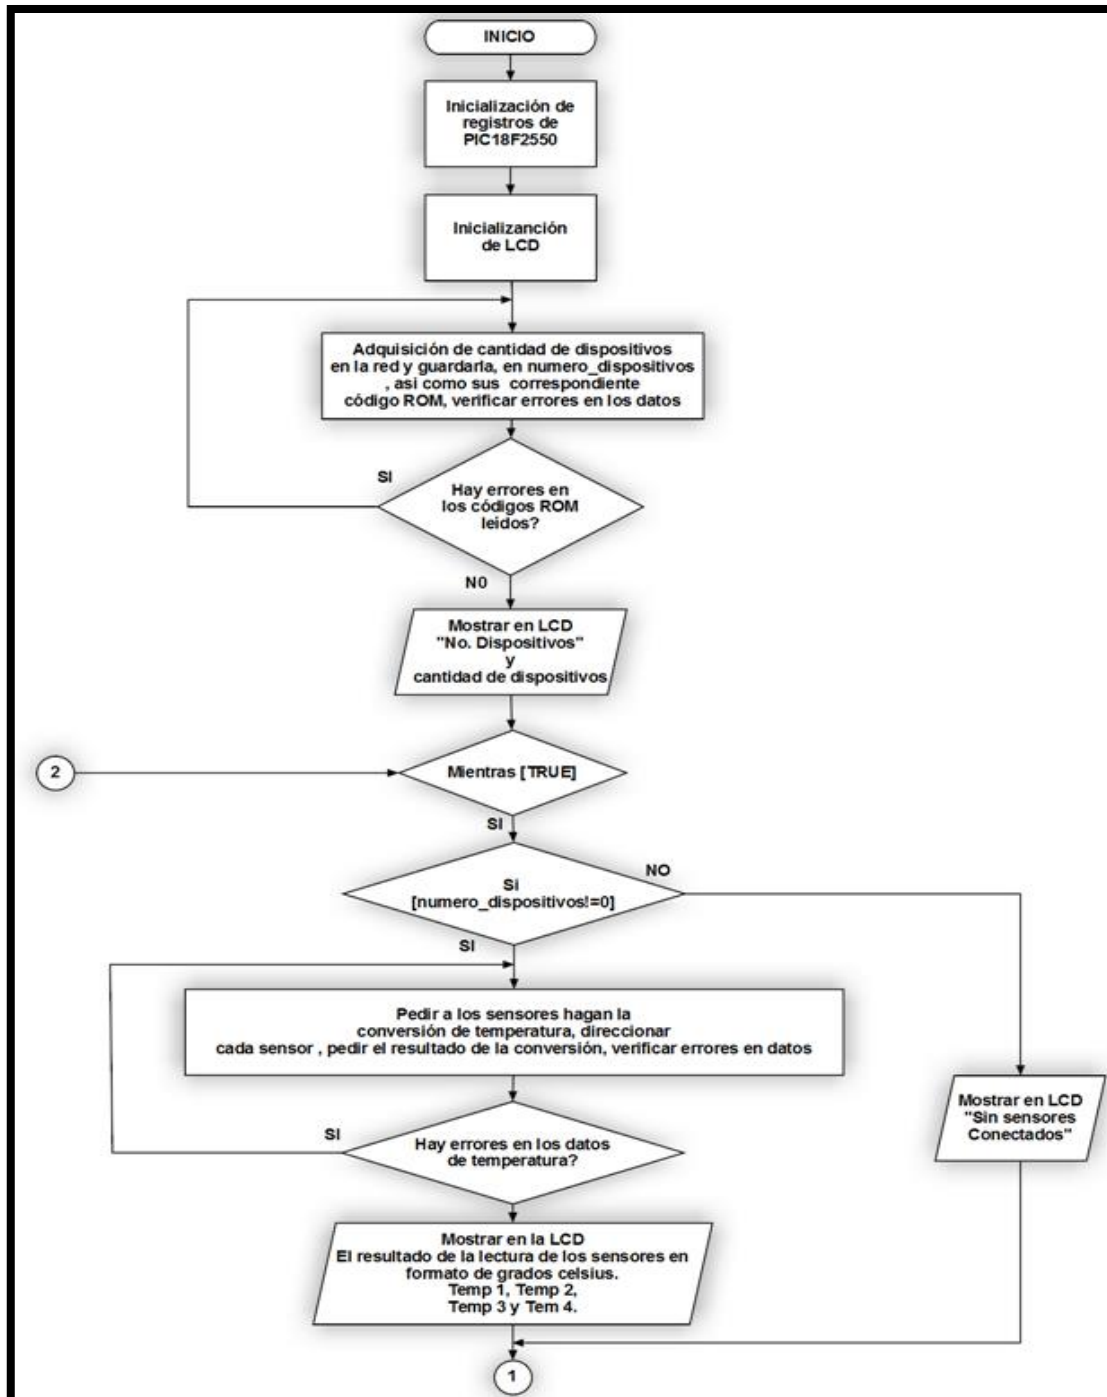 INICIO
Inicialización de
registros de
PIC18F2550
Inicializanción
de LCD
Adquisición de cantidad de dispositivos
en la red y guardarla, en numero_dispositivos
, asi como sus correspondiente
código ROM, verificar errores en los datos
SI
Hay errores en
los códigos ROM
leidos?
N0
Mostrar en LCD
"No. Dispositivos"
y
cantidad de dispositivos
2
Mientras [TRUE]
SI
Si
[numero_dispositivos!=0]
NO
SI
Pedir a los sensores hagan la
conversión de temperatura, direccionar
cada sensor , pedir el resultado de la conversión, verificar errores en datos
Mostrar en LCD
"Sin sensores
Conectados"
SI
Hay errores en los datos
de temperatura?
Mostrar en la LCD
El resultado de la lectura de los sensores en
formato de grados celsius.
Temp 1, Temp 2,
Temp 3 y Tem 4.
1